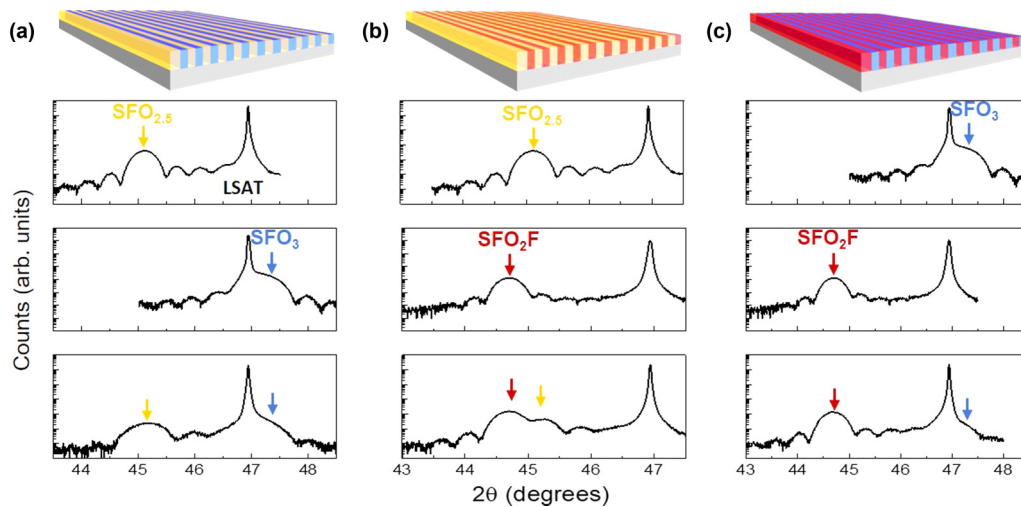 (a) (b) (c)
SFO2.5 SFO2.5 SFO3
LSAT
SFO3 SFO2F SFO2F
Counts (arb. units)
44 45 46 47 48 43 44 45 46 47 43 44 45 46 47 48
2θ (degrees)